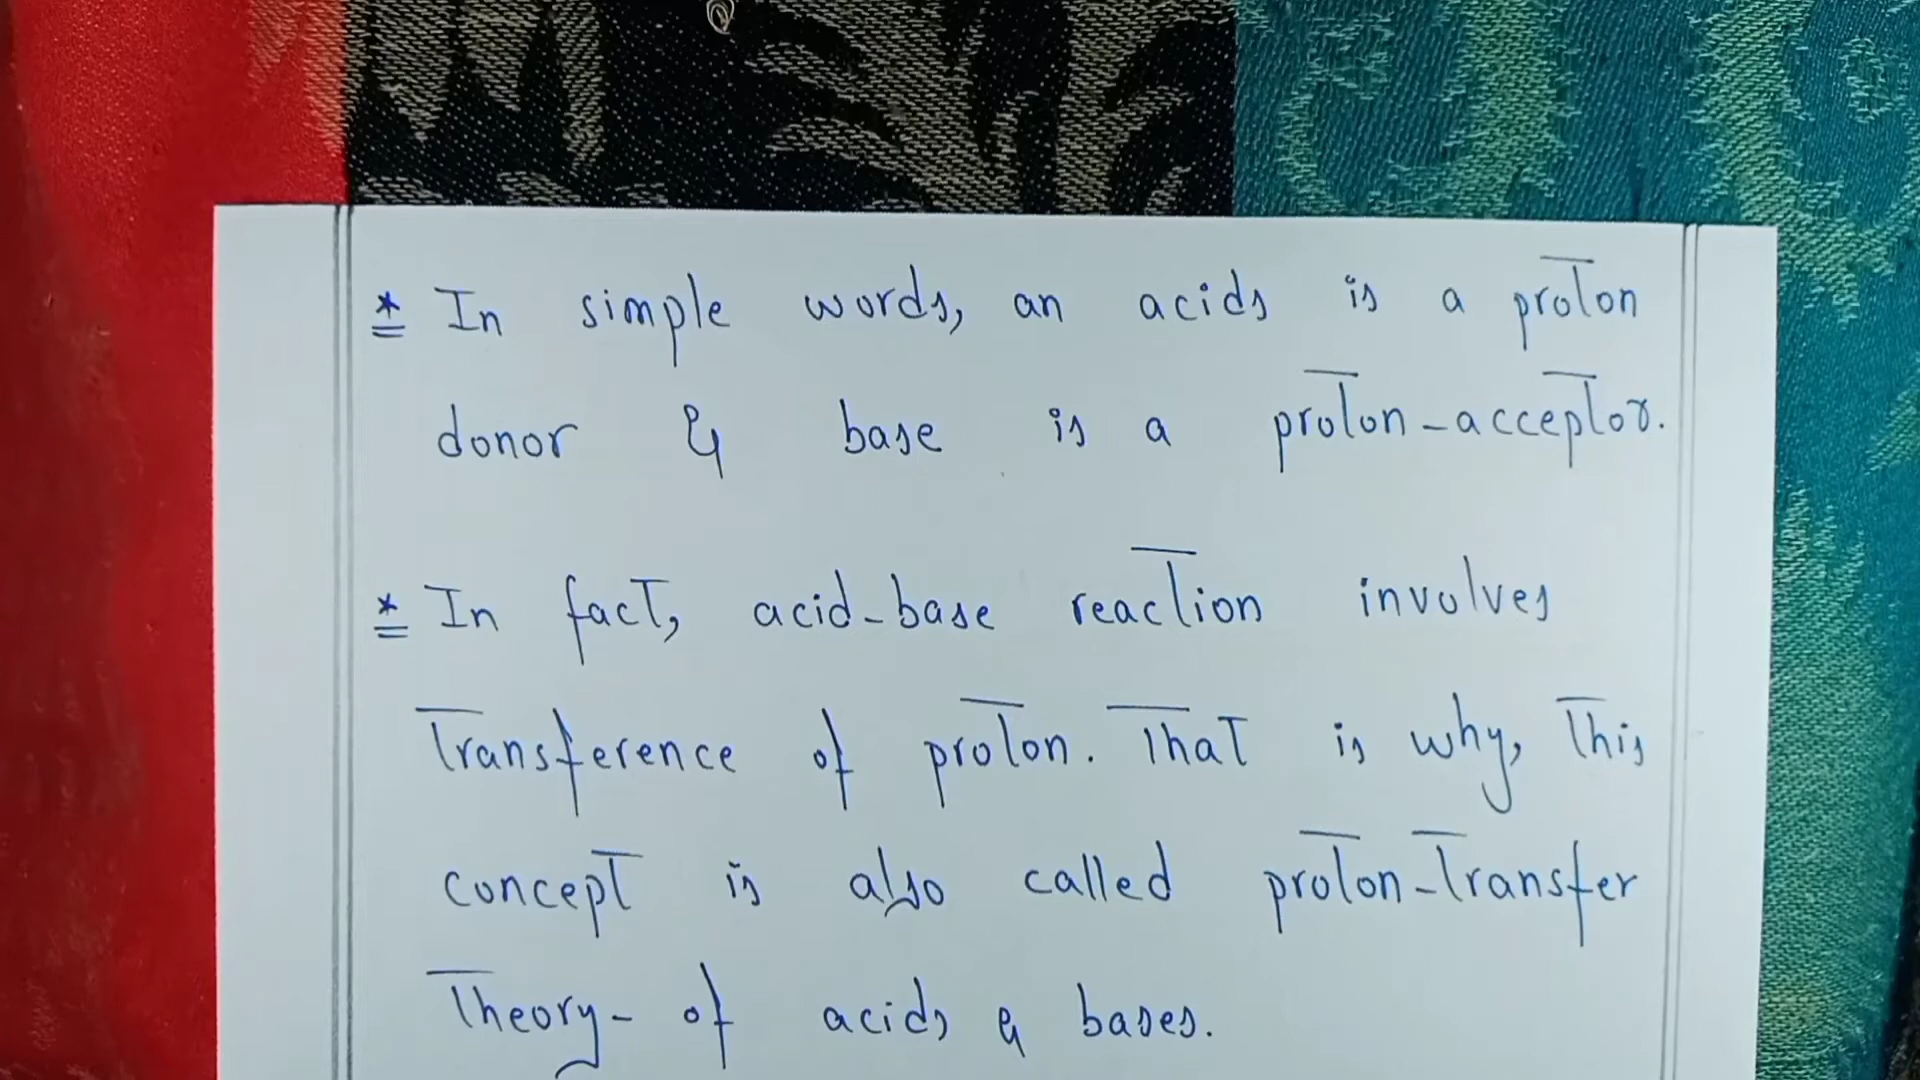 * In simple words, an acids is a proton
donor & base is a proton-acceptor.
* In fact, acid-base reaction involves
Transference of proton. That is why, This
concept is also called proton-Transfer
Theory- of acids & bases.